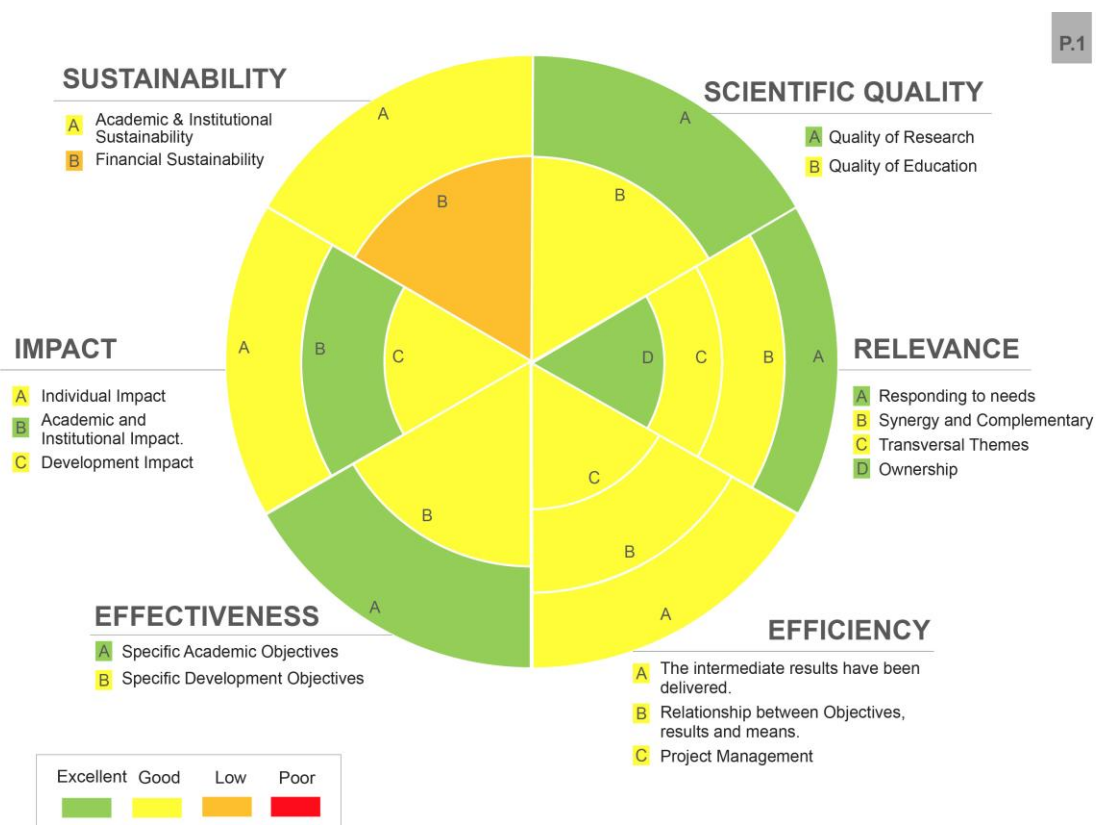 P.1
SUSTAINABILITY
A Academic & Institutional
Sustainability
B Financial Sustainability
SCIENTIFIC QUALITY
A Quality of Research
B Quality of Education
IMPACT
A Individual Impact
B Academic and
Institutional Impact.
C Development Impact
RELEVANCE
A Responding to needs
B Synergy and Complementary
C Transversal Themes
D Ownership
EFFECTIVENESS
A Specific Academic Objectives
B Specific Development Objectives
EFFICIENCY
A The intermediate results have been
delivered.
B Relationship between Objectives,
results and means.
C Project Management
A
B
A
B
A
B
C
D
C
B
A
A
B
C
B
A
C
B
A
Excellent Good Low Poor